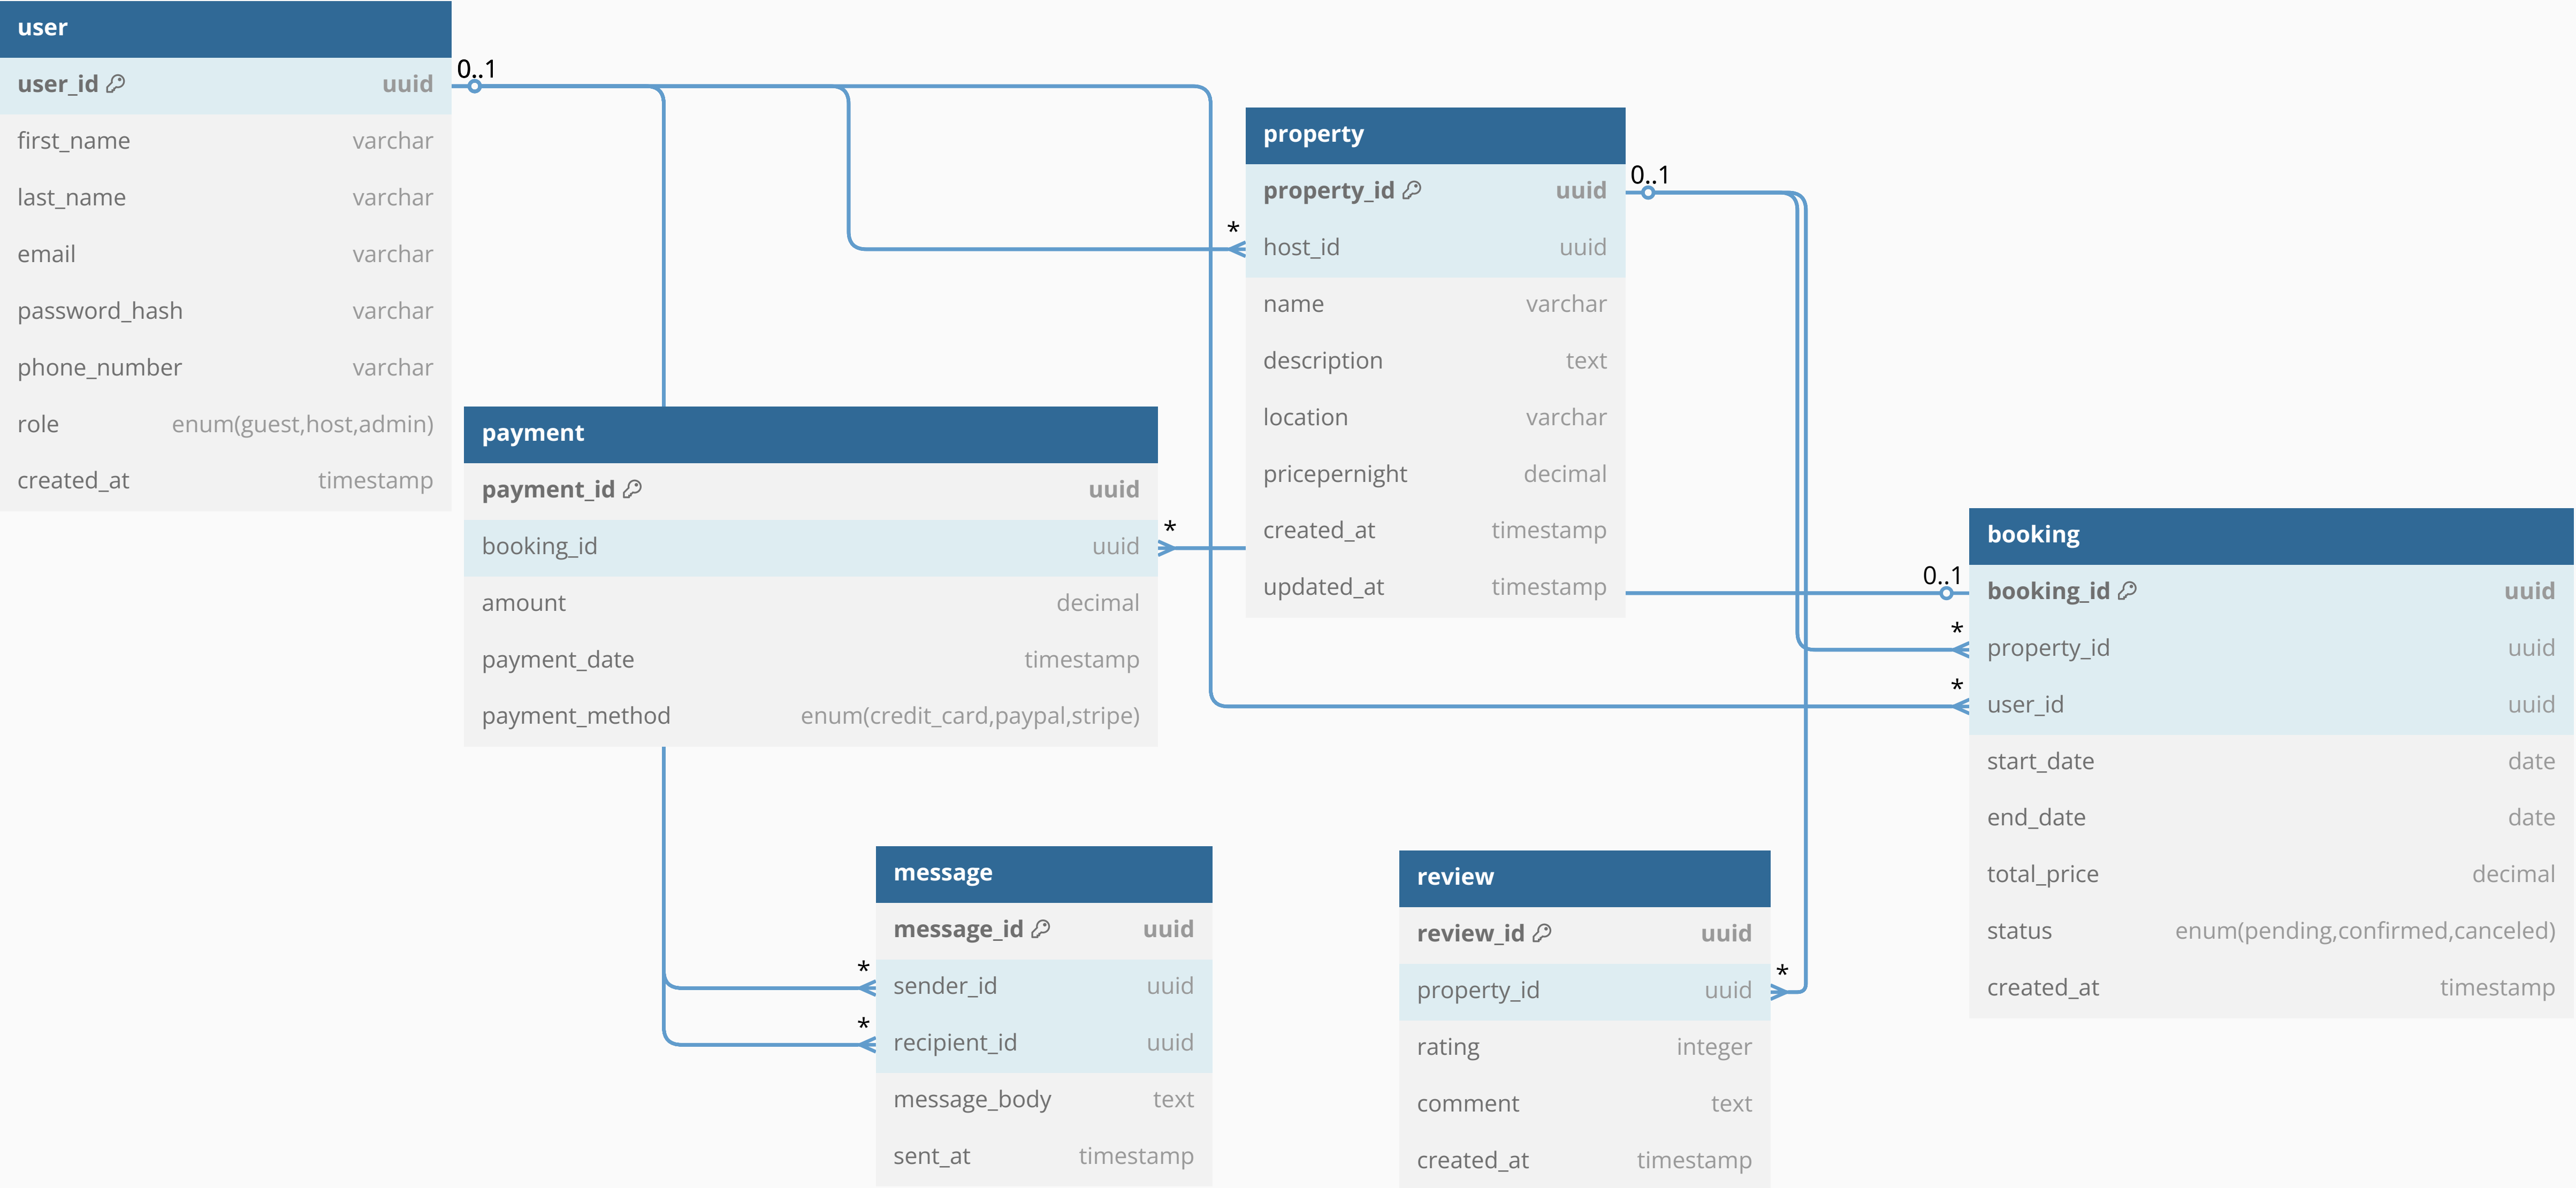 user
user_id uuid
first_name varchar
last_name varchar
email varchar
password_hash varchar
phone_number varchar
role enum(guest,host,admin)
created_at timestamp
0..1
property
property_id uuid
host_id uuid
name varchar
description text
location varchar
pricepernight decimal
created_at timestamp
updated_at timestamp
0..1
*
payment
payment_id uuid
booking_id uuid
amount decimal
payment_date timestamp
payment_method enum(credit_card,paypal,stripe)
*
booking
booking_id uuid
property_id uuid
user_id uuid
start_date date
end_date date
total_price decimal
status enum(pending,confirmed,canceled)
created_at timestamp
0..1
*
*
message
message_id uuid
sender_id uuid
recipient_id uuid
message_body text
sent_at timestamp
*
*
review
review_id uuid
property_id uuid
rating integer
comment text
created_at timestamp
*